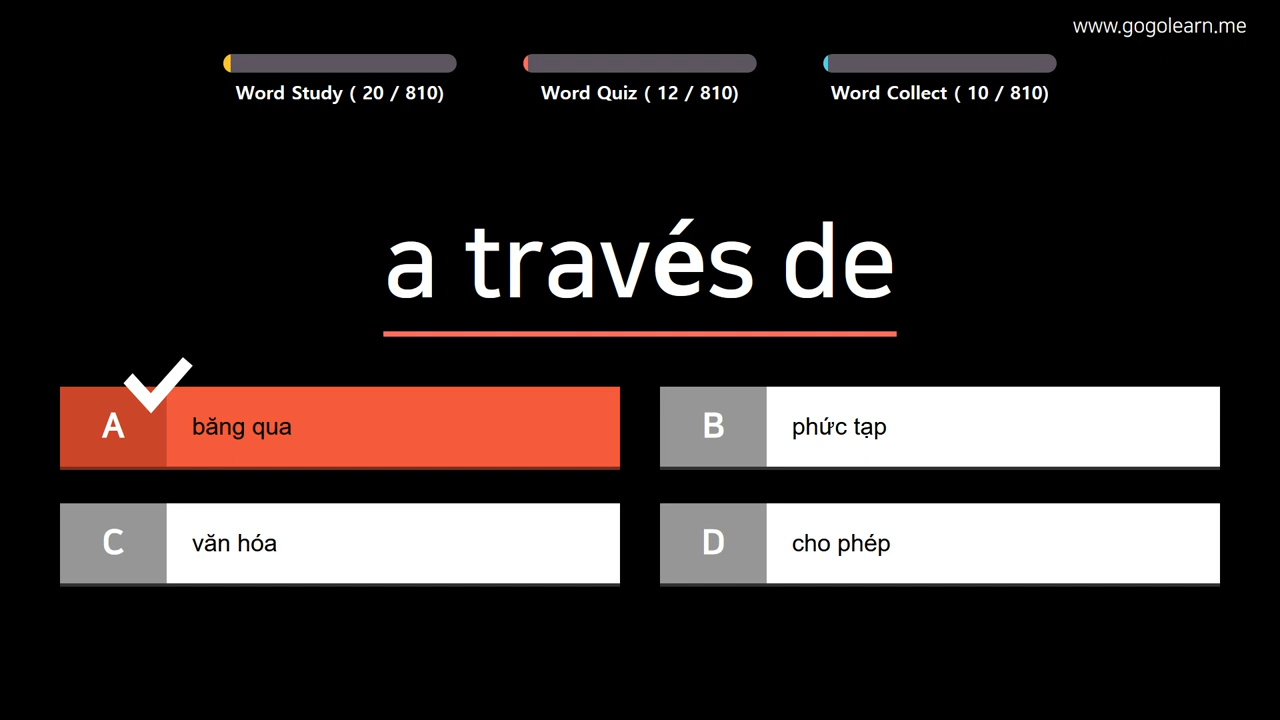 www.gogolearn.me
Word Study ( 20 / 810)
Word Quiz ( 12 / 810)
Word Collect ( 10 / 810)
a través de
A băng qua
B phức tạp
C văn hóa
D cho phép